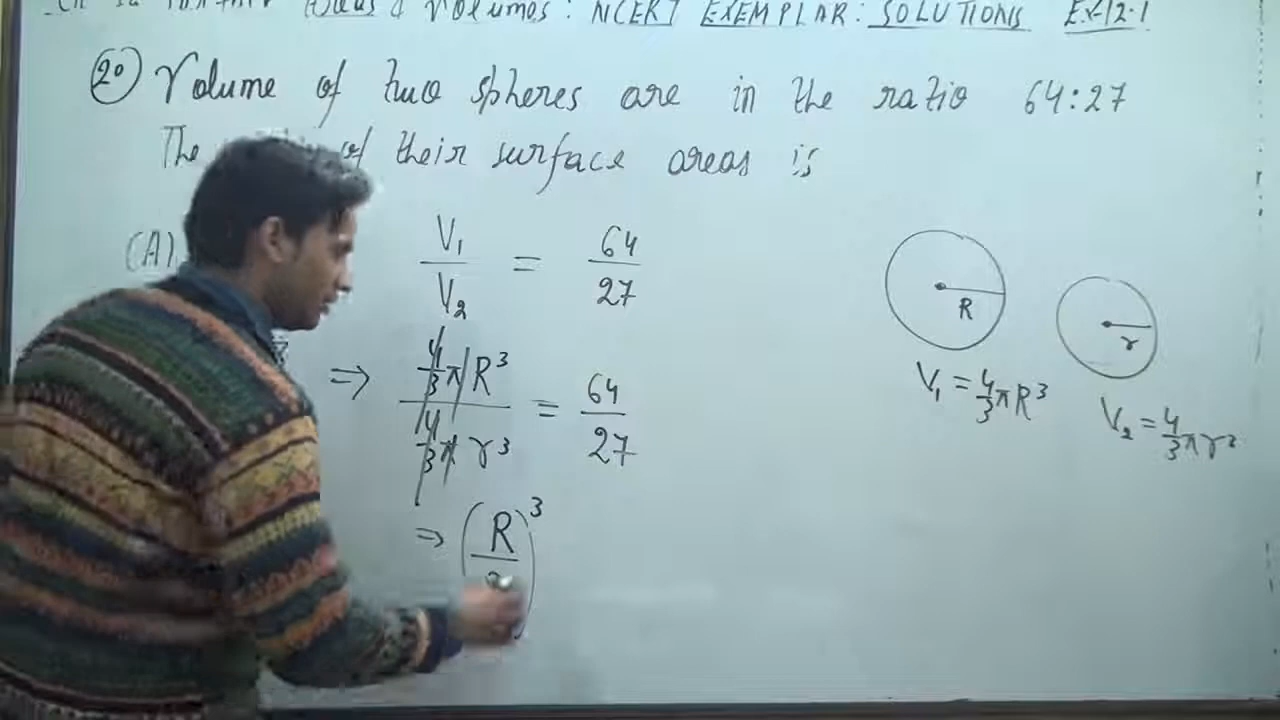 Areas & Volumes: NCERT EXEMPLAR: SOLUTIONS Ex-12.1
20 Volume of two spheres are in the ratio 64:27
The of their surface areas is
(A)
V₁/V₂ = 64/27
⇒ 4/3 π R³ / 4/3 π r³ = 64/27
⇒ (R/ )³
R
r
V₁ = 4/3 π R³
V₂ = 4/3 π r³